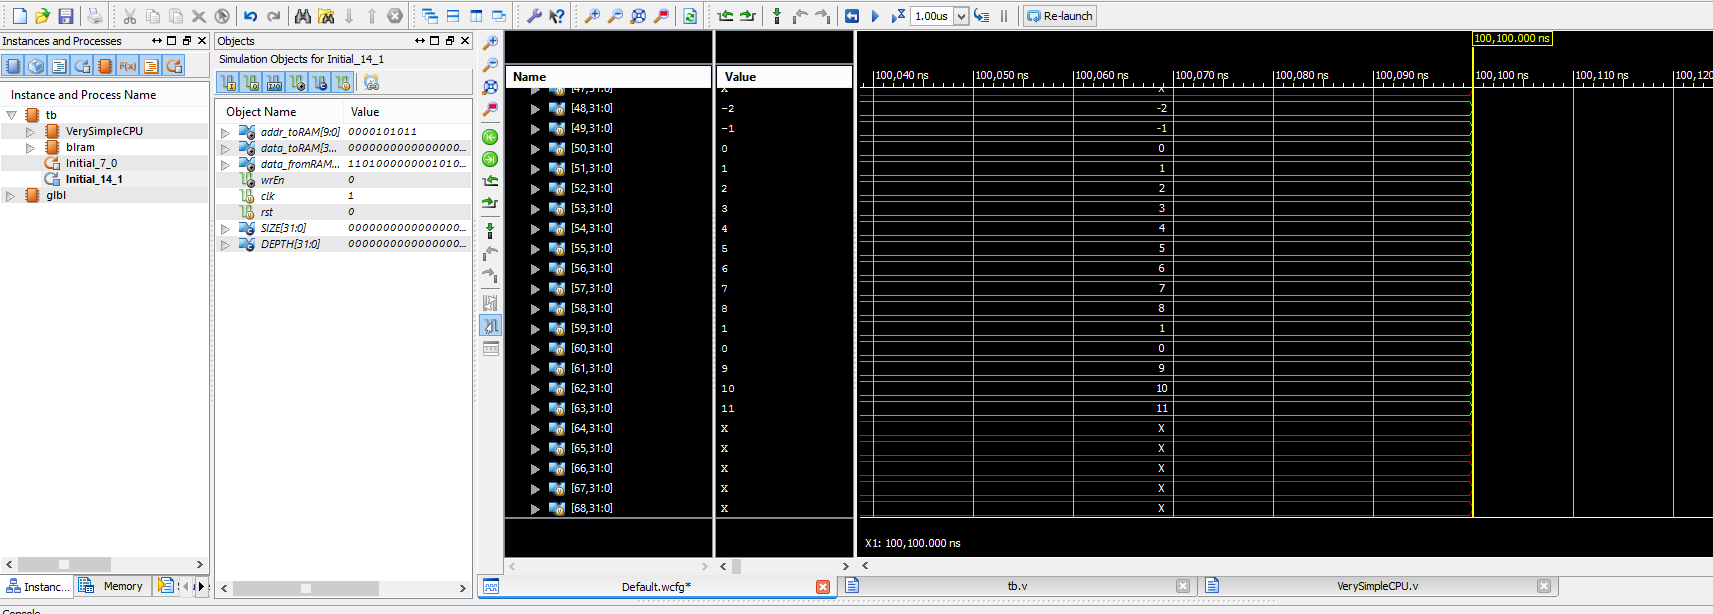 1.00us
Re-launch
Instances and Processes
Objects
Simulation Objects for Initial_14_1
Instance and Process Name
tb
VerySimpleCPU
blram
Initial_7_0
Initial_14_1
glbl
Object Name Value
addr_toRAM[9:0] 0000101011
data_toRAM[3... 000000000000000000...
data_fromRAM... 1101000000001010...
wrEn 0
clk 1
rst 0
SIZE[31:0] 000000000000000000...
DEPTH[31:0] 000000000000000000...
Name Value
100,100.000 ns
100,040 ns 100,050 ns 100,060 ns 100,070 ns 100,080 ns 100,090 ns 100,100 ns 100,110 ns 100,120
[47,31:0] X X
[48,31:0] -2 -2
[49,31:0] -1 -1
[50,31:0] 0 0
[51,31:0] 1 1
[52,31:0] 2 2
[53,31:0] 3 3
[54,31:0] 4 4
[55,31:0] 5 5
[56,31:0] 6 6
[57,31:0] 7 7
[58,31:0] 8 8
[59,31:0] 1 1
[60,31:0] 0 0
[61,31:0] 9 9
[62,31:0] 10 10
[63,31:0] 11 11
[64,31:0] X X
[65,31:0] X X
[66,31:0] X X
[67,31:0] X X
[68,31:0] X X
X1: 100,100.000 ns
Instanc... Memory
Default.wcfg* tb.v VerySimpleCPU.v
Console